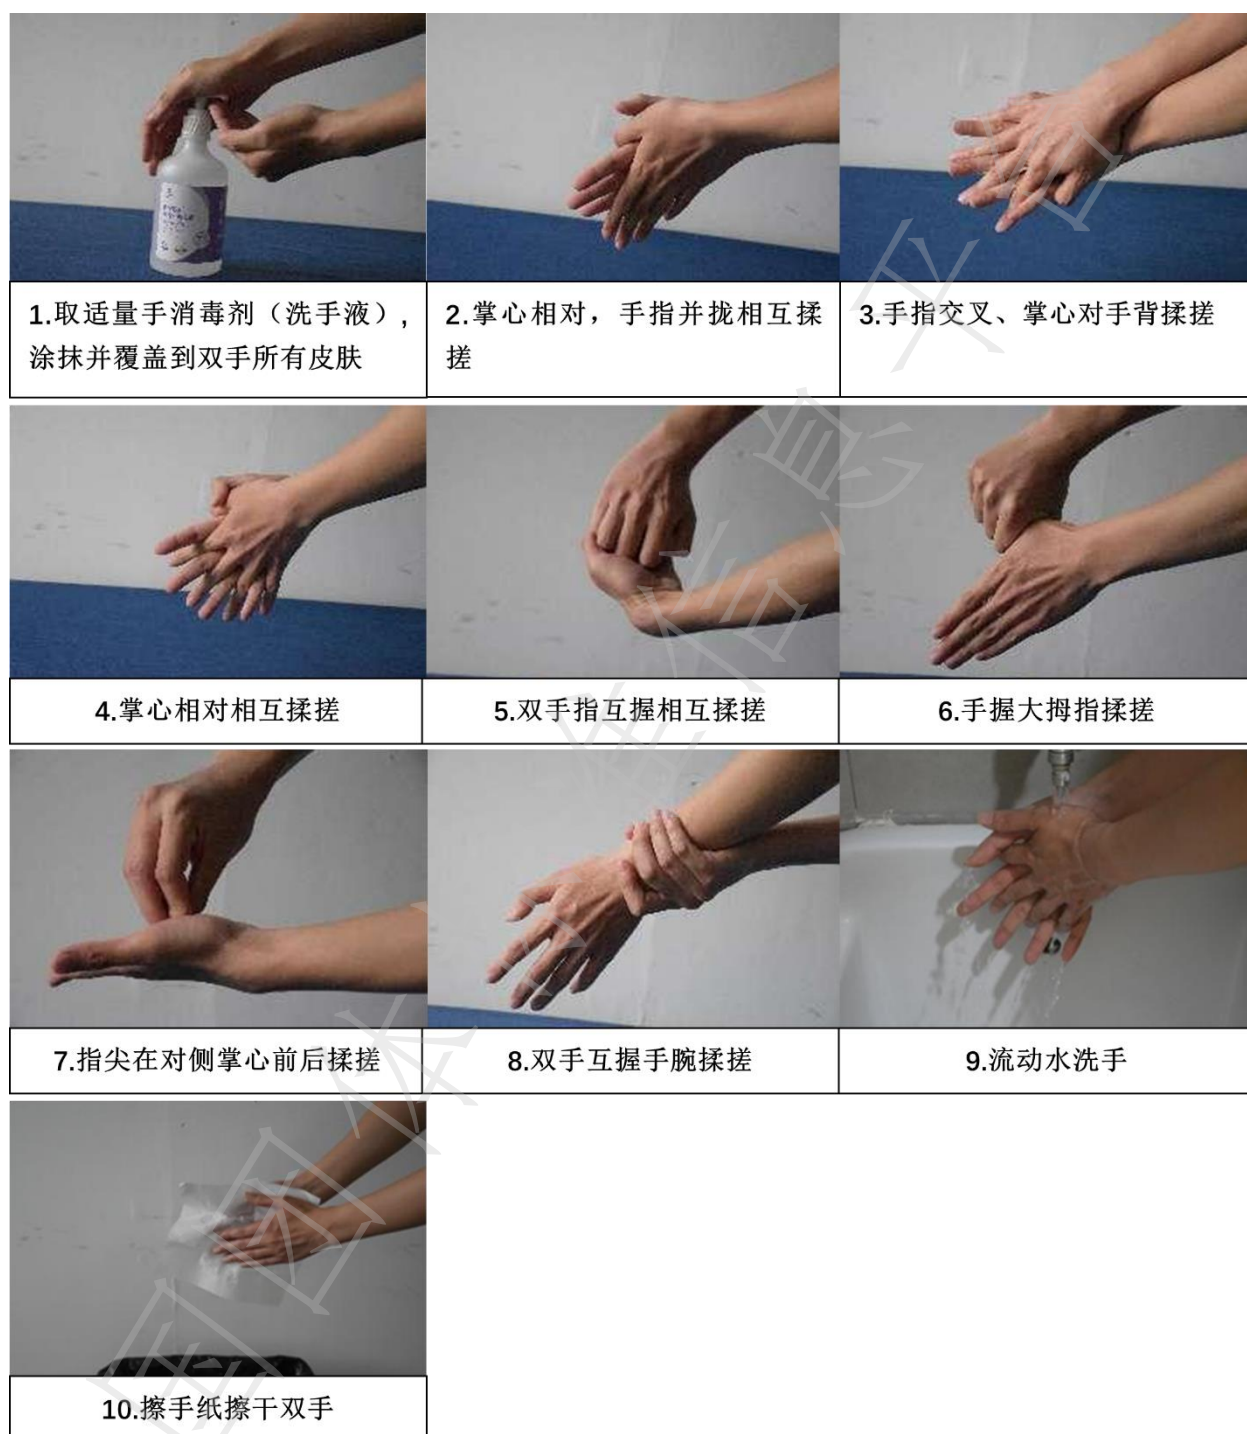 1.取适量手消毒剂（洗手液），
涂抹并覆盖到双手所有皮肤
2.掌心相对，手指并拢相互揉
搓
3.手指交叉、掌心对手背揉搓
4.掌心相对相互揉搓
5.双手指互握相互揉搓
6.手握大拇指揉搓
7.指尖在对侧掌心前后揉搓
8.双手互握手腕揉搓
9.流动水洗手
10.擦手纸擦干双手